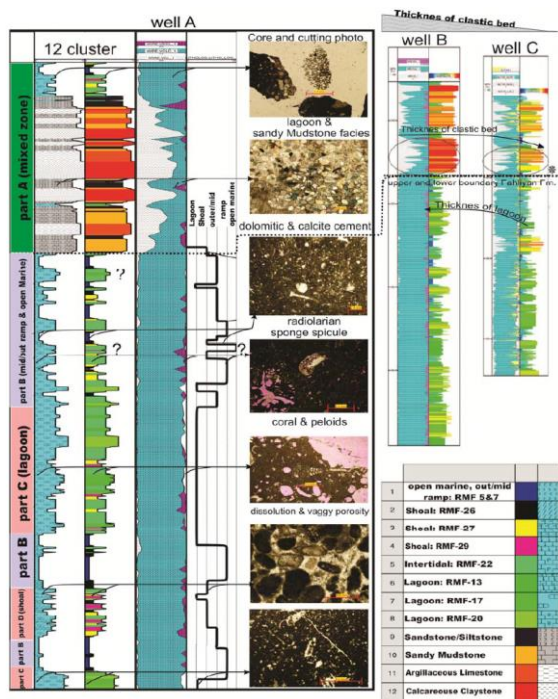 well A
12 cluster
Core and cutting photo
lagoon &
sandy Mudstone facies
dolomitic & calcite cement
radiolarian
sponge spicule
coral & peloids
dissolution & vaggy porosity
part A (mixed zone)
part B (mid/out ramp & open Marine)
part C (lagoon)
part B
part D (shoal)
part B
part C
Lagoon
Shoal
outer/mid
ramp
open marine
?
?
?
Thicknes of clastic bed
well B
well C
Thicknes of clastic bed
upper and lower boundary Fahliyan Fm.
Thicknes of lagoon
1 open marine, out/mid
ramp: RMF 5&7
2 Shoal: RMF-26
3 Shoal: RMF-27
4 Shoal: RMF-29
5 Intertidal: RMF-22
6 Lagoon: RMF-13
7 Lagoon: RMF-17
8 Lagoon: RMF-20
9 Sandstone/Siltstone
10 Sandy Mudstone
11 Argillaceous Limestone
12 Calcareouse Claystone